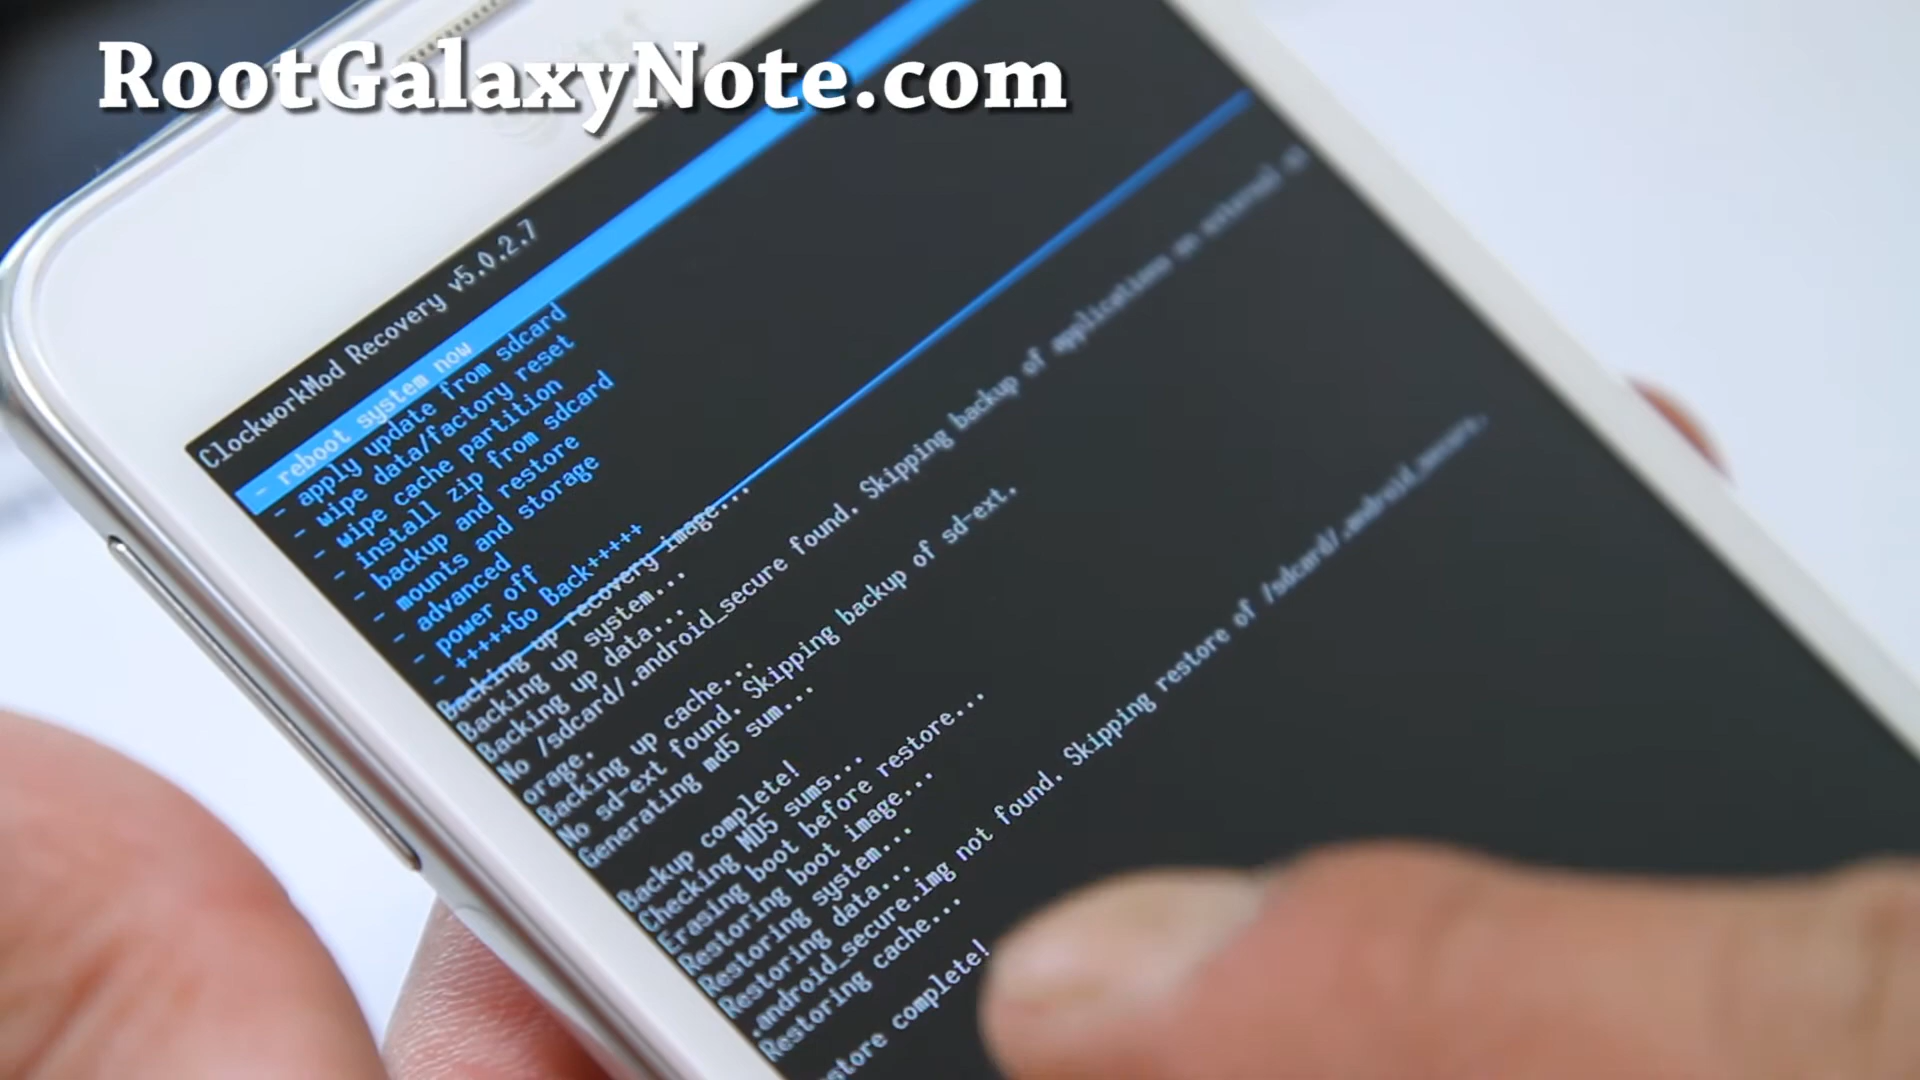 RootGalaxyNote.com
ClockworkMod Recovery v5.0.2.7
- reboot system now
- apply update from sdcard
- wipe data/factory reset
- wipe cache partition
- install zip from sdcard
- backup and restore
- mounts and storage
- advanced
- power off
- +++++Go Back+++++
Backing up recovery image...
Backing up system...
Backing up data...
No /sdcard/.android_secure found. Skipping backup of applications on external
orage.
Backing up cache...
No sd-ext found. Skipping backup of sd-ext.
Generating md5 sum...
Backup complete!
Checking MD5 sums...
Erasing boot before restore...
Restoring boot image...
Restoring system...
Restoring data...
.android_secure.img not found. Skipping restore of /sdcard/.android_secure.
Restoring cache...
store complete!